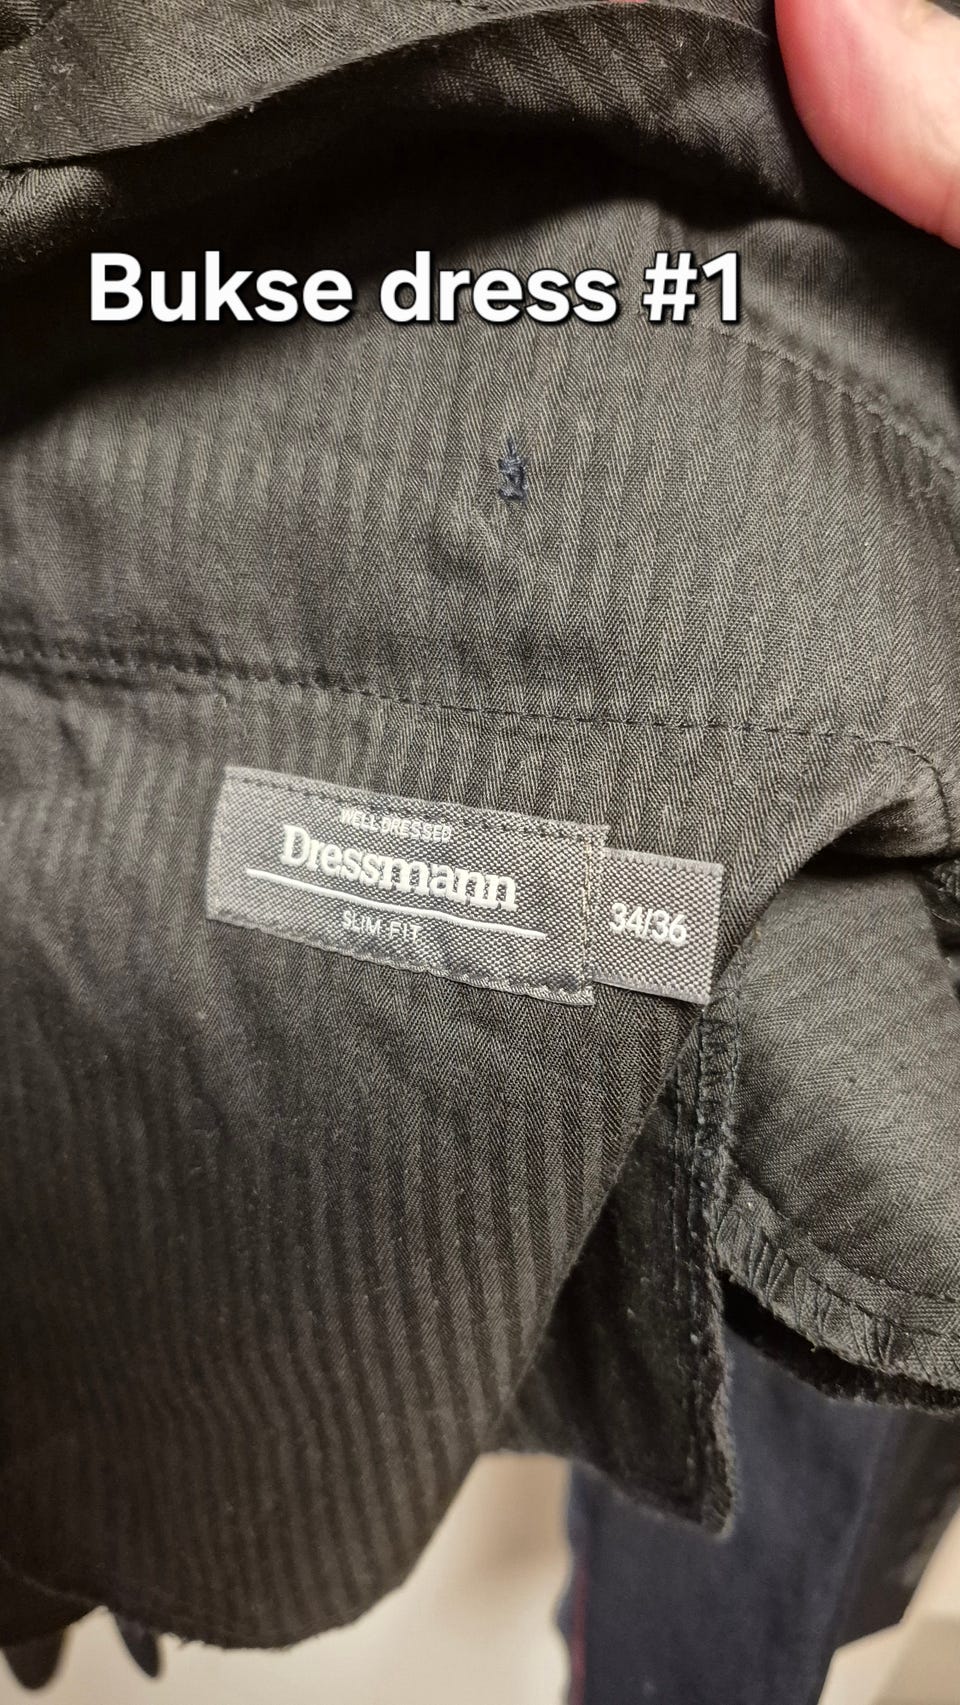 Bukse dress #1
WELL DRESSED
Dressmann
SLIM FIT
34/36